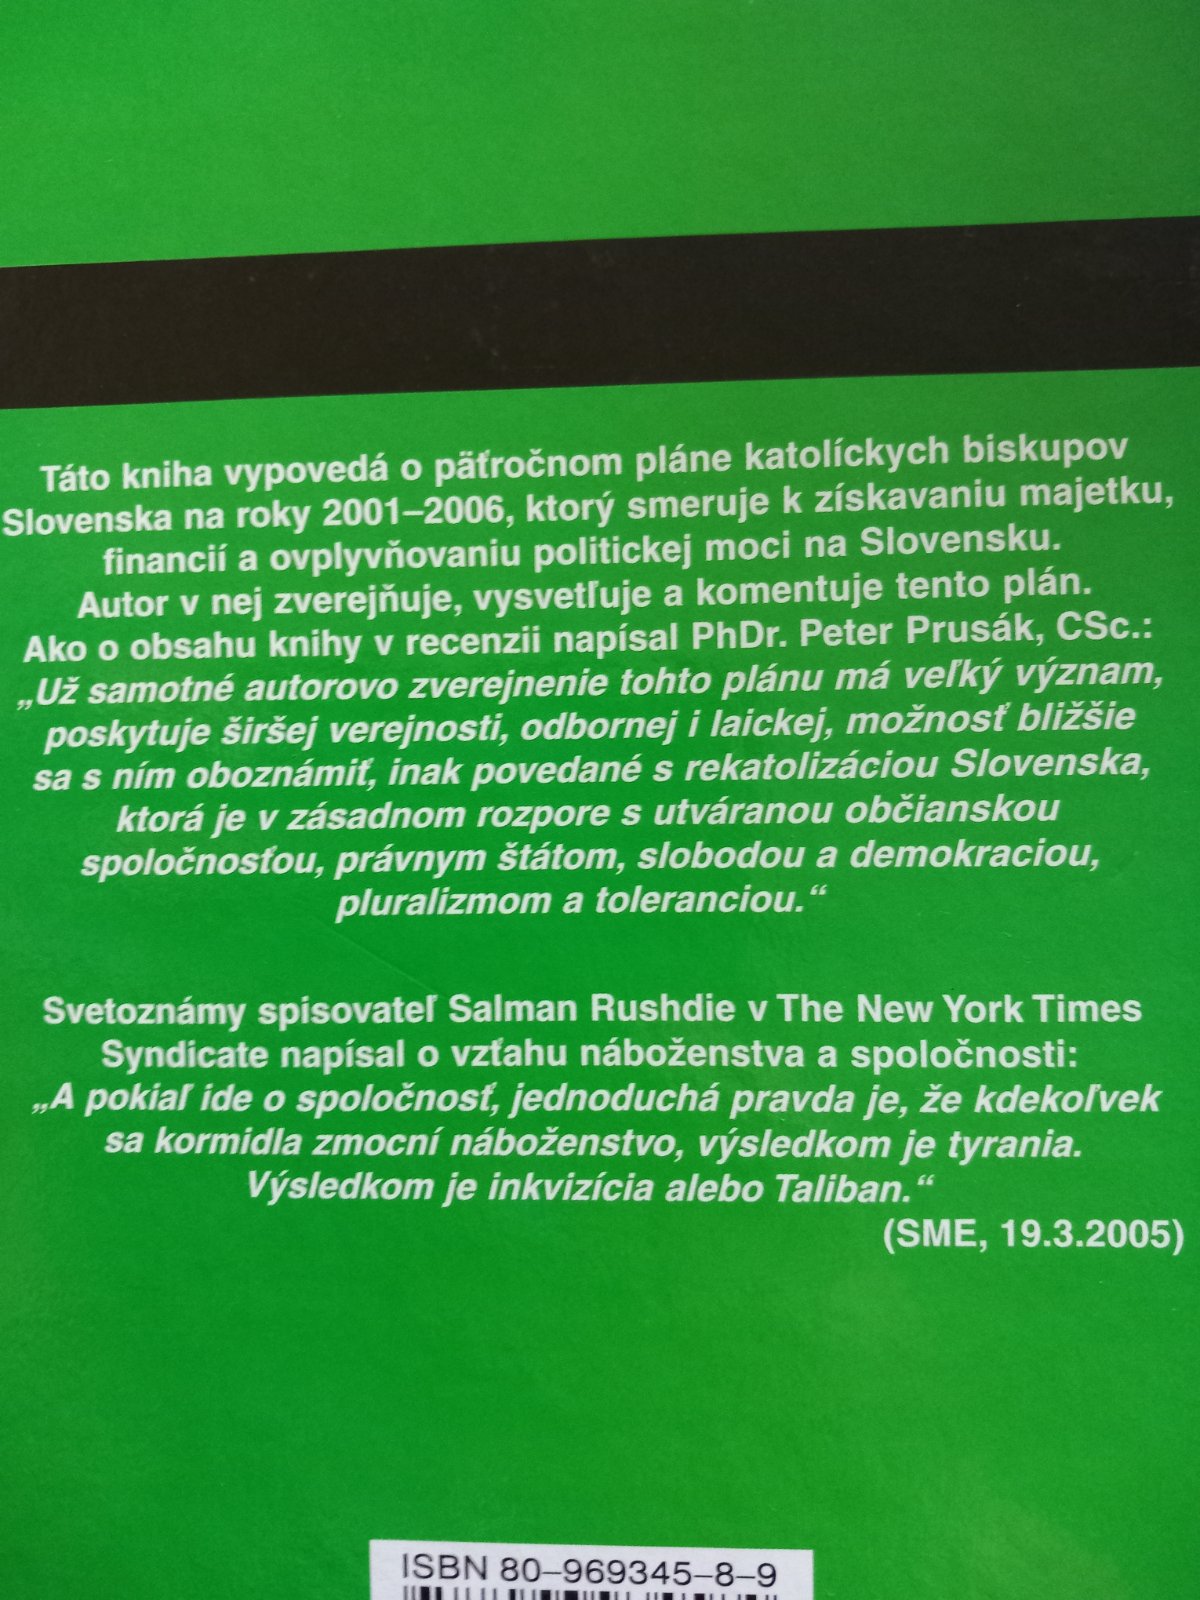 Táto kniha vypovedá o päťročnom pláne katolíckych biskupov
Slovenska na roky 2001–2006, ktorý smeruje k získavaniu majetku,
financií a ovplyvňovaniu politickej moci na Slovensku.
Autor v nej zverejňuje, vysvetľuje a komentuje tento plán.
Ako o obsahu knihy v recenzii napísal PhDr. Peter Prusák, CSc.:
„Už samotné autorovo zverejnenie tohto plánu má veľký význam,
poskytuje širšej verejnosti, odbornej i laickej, možnosť bližšie
sa s ním oboznámiť, inak povedané s rekatolizáciou Slovenska,
ktorá je v zásadnom rozpore s utváranou občianskou
spoločnosťou, právnym štátom, slobodou a demokraciou,
pluralizmom a toleranciou.“
Svetoznámy spisovateľ Salman Rushdie v The New York Times
Syndicate napísal o vzťahu náboženstva a spoločnosti:
„A pokiaľ ide o spoločnosť, jednoduchá pravda je, že kdekoľvek
sa kormidla zmocní náboženstvo, výsledkom je tyrania.
Výsledkom je inkvizícia alebo Taliban.“
(SME, 19.3.2005)
ISBN 80–969345–8–9